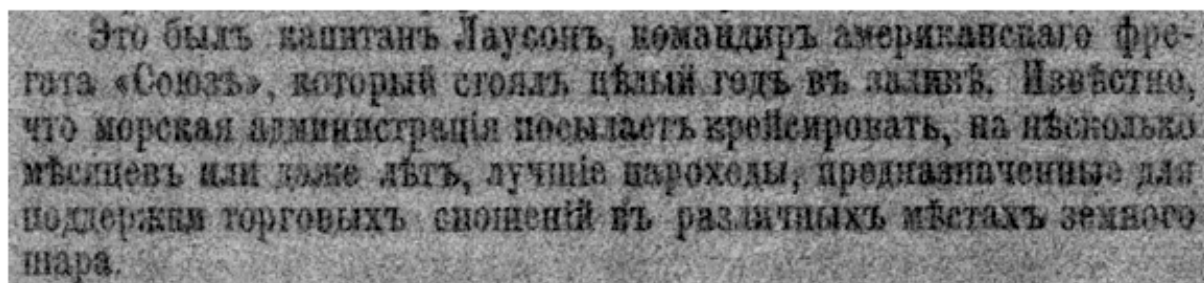 Это былъ капитанъ Лаусонъ, командиръ американскаго фре-
гата «Союзъ», который стоялъ цѣлый годъ въ заливѣ. Извѣстно,
что морская администрація посылаетъ крейсировать, на нѣсколько
мѣсяцевъ или даже лѣтъ, лучшіе пароходы, предназначенные для
поддержки торговыхъ сношеній въ различныхъ мѣстахъ земного
шара.